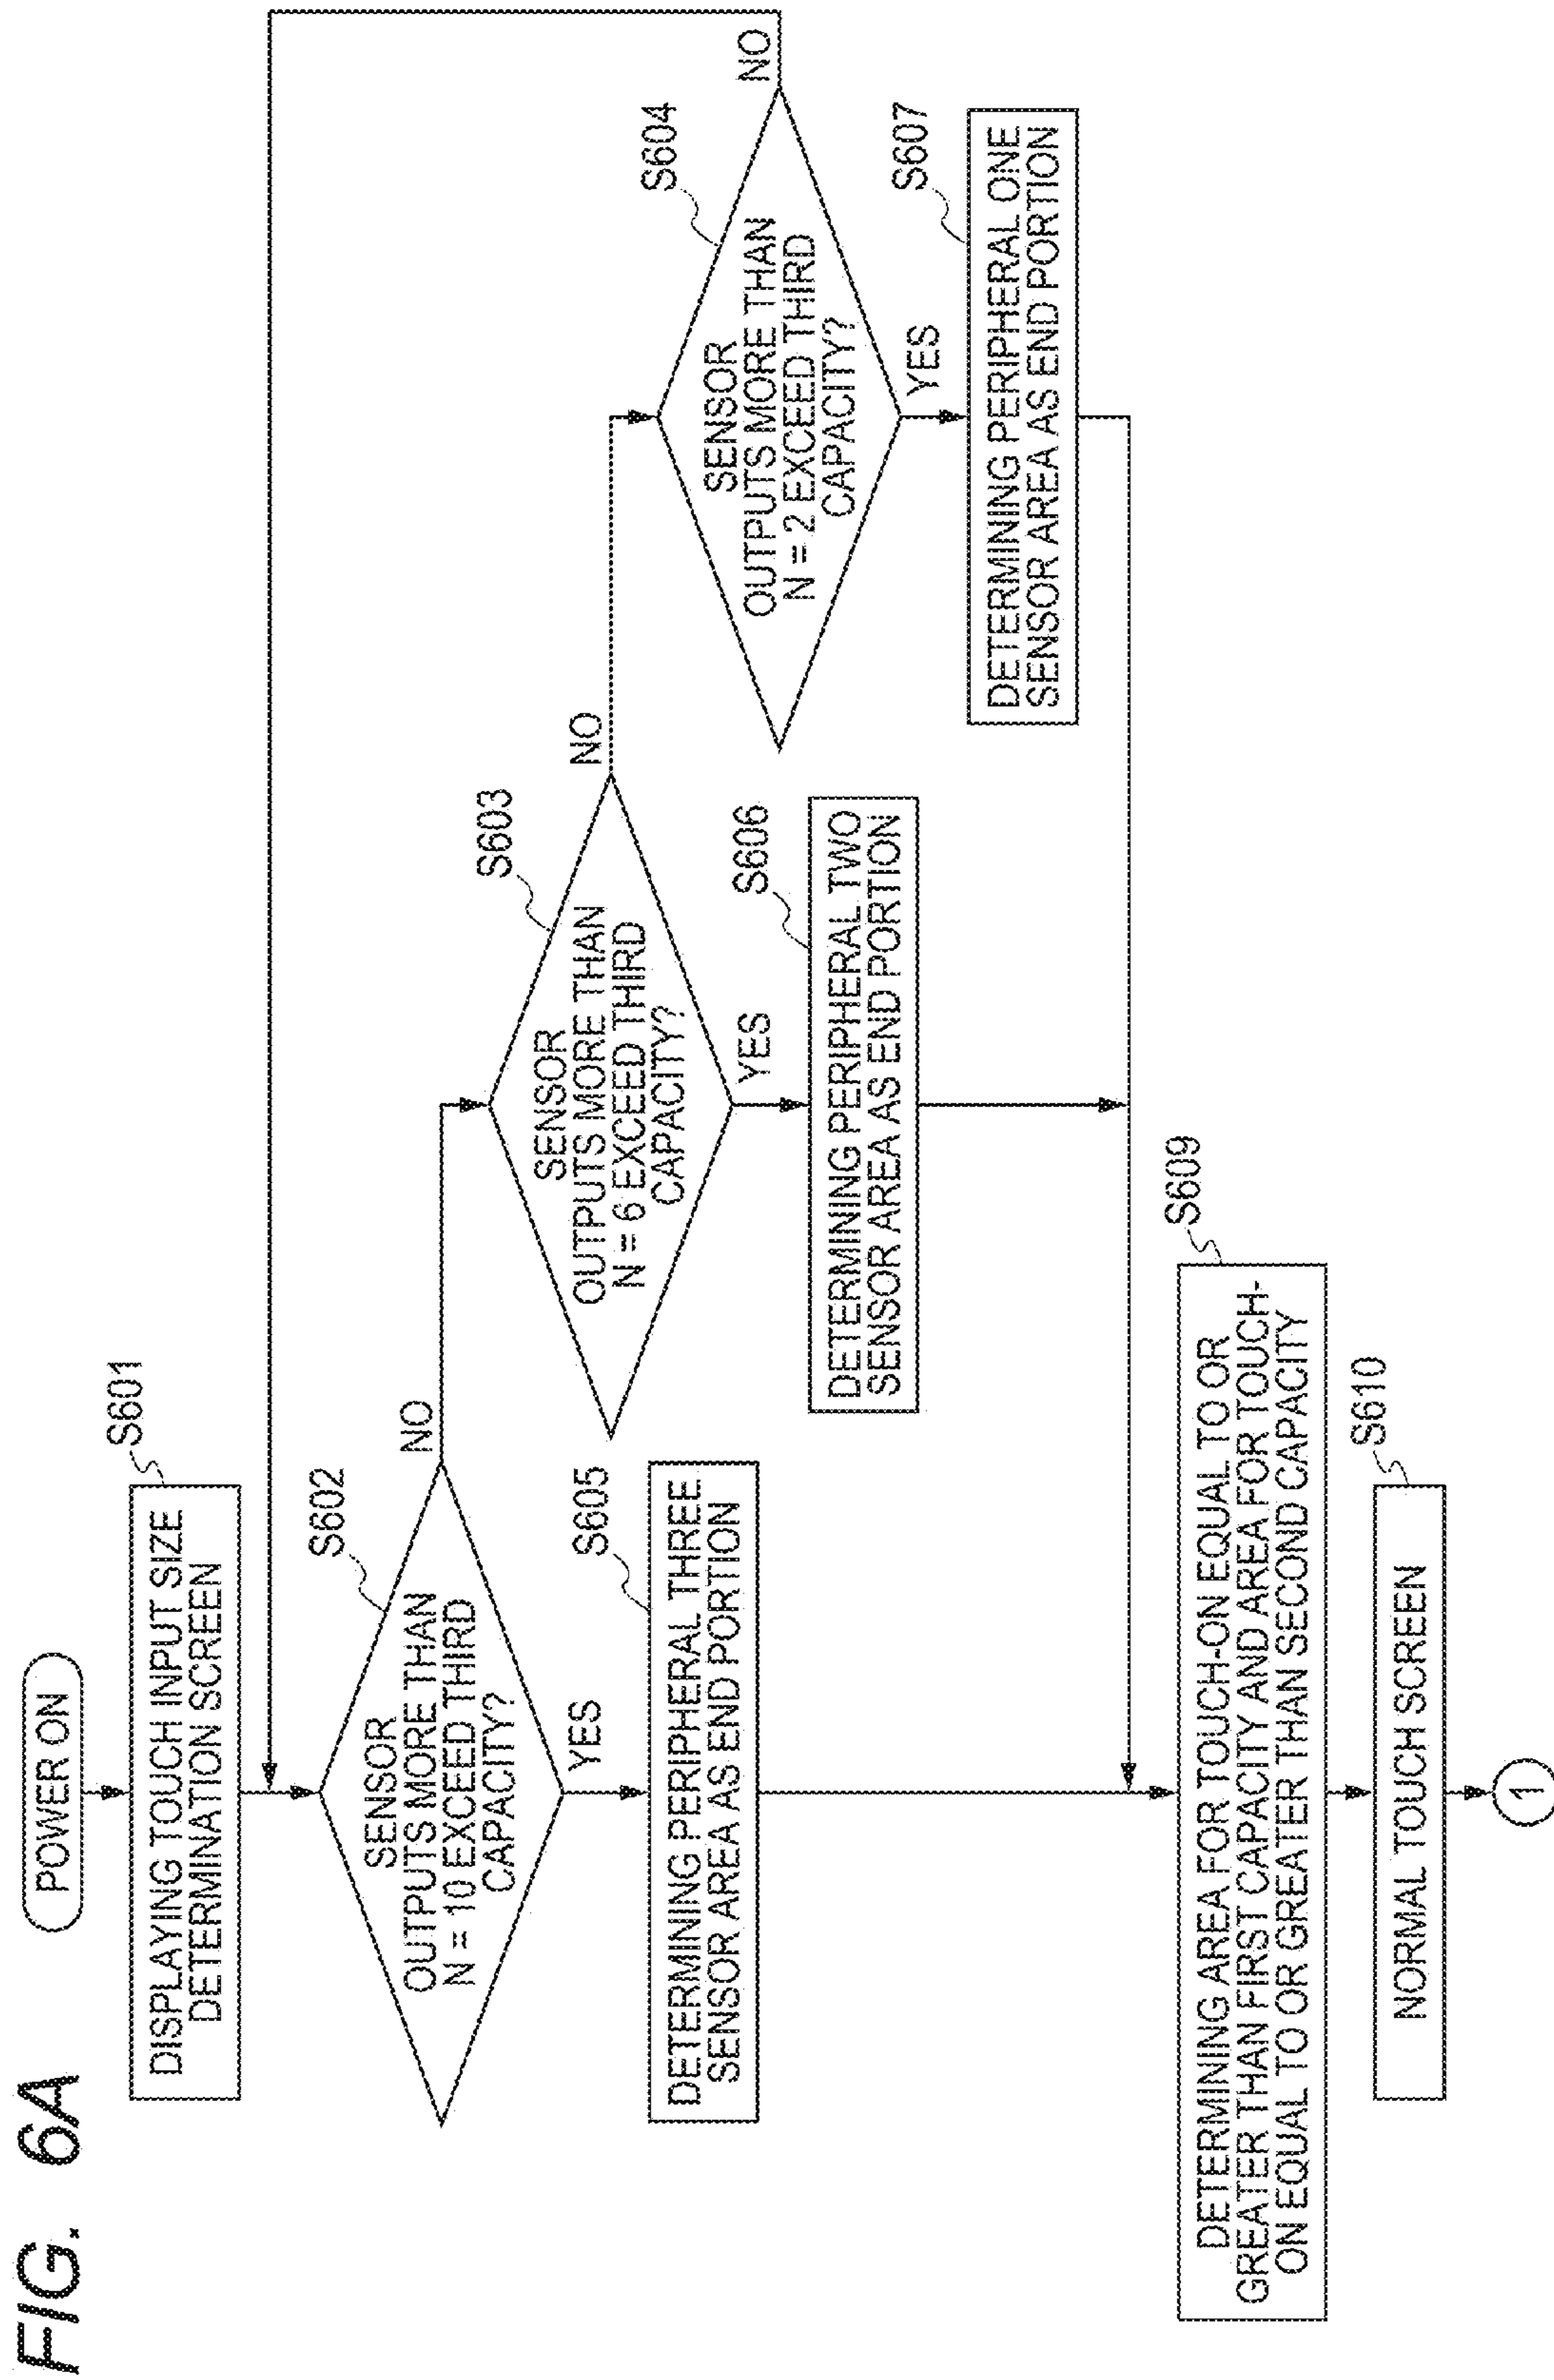 FIG. 6A
POWER ON
S601
DISPLAYING TOUCH INPUT SIZE
DETERMINATION SCREEN
S602
SENSOR
OUTPUTS MORE THAN
N = 10 EXCEED THIRD
CAPACITY?
NO
YES
S603
SENSOR
OUTPUTS MORE THAN
N = 6 EXCEED THIRD
CAPACITY?
NO
YES
S604
SENSOR
OUTPUTS MORE THAN
N = 2 EXCEED THIRD
CAPACITY?
NO
YES
S605
DETERMINING PERIPHERAL THREE
SENSOR AREA AS END PORTION
S606
DETERMINING PERIPHERAL TWO
SENSOR AREA AS END PORTION
S607
DETERMINING PERIPHERAL ONE
SENSOR AREA AS END PORTION
S609
DETERMINING AREA FOR TOUCH-ON EQUAL TO OR
GREATER THAN FIRST CAPACITY AND AREA FOR TOUCH-
ON EQUAL TO OR GREATER THAN SECOND CAPACITY
S610
NORMAL TOUCH SCREEN
1